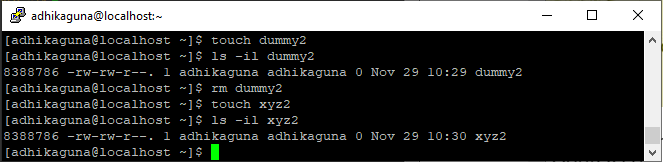 adhikaguna@localhost:~
[adhikaguna@localhost ~]$ touch dummy2
[adhikaguna@localhost ~]$ ls -il dummy2
8388786 -rw-rw-r--. 1 adhikaguna adhikaguna 0 Nov 29 10:29 dummy2
[adhikaguna@localhost ~]$ rm dummy2
[adhikaguna@localhost ~]$ touch xyz2
[adhikaguna@localhost ~]$ ls -il xyz2
8388786 -rw-rw-r--. 1 adhikaguna adhikaguna 0 Nov 29 10:30 xyz2
[adhikaguna@localhost ~]$